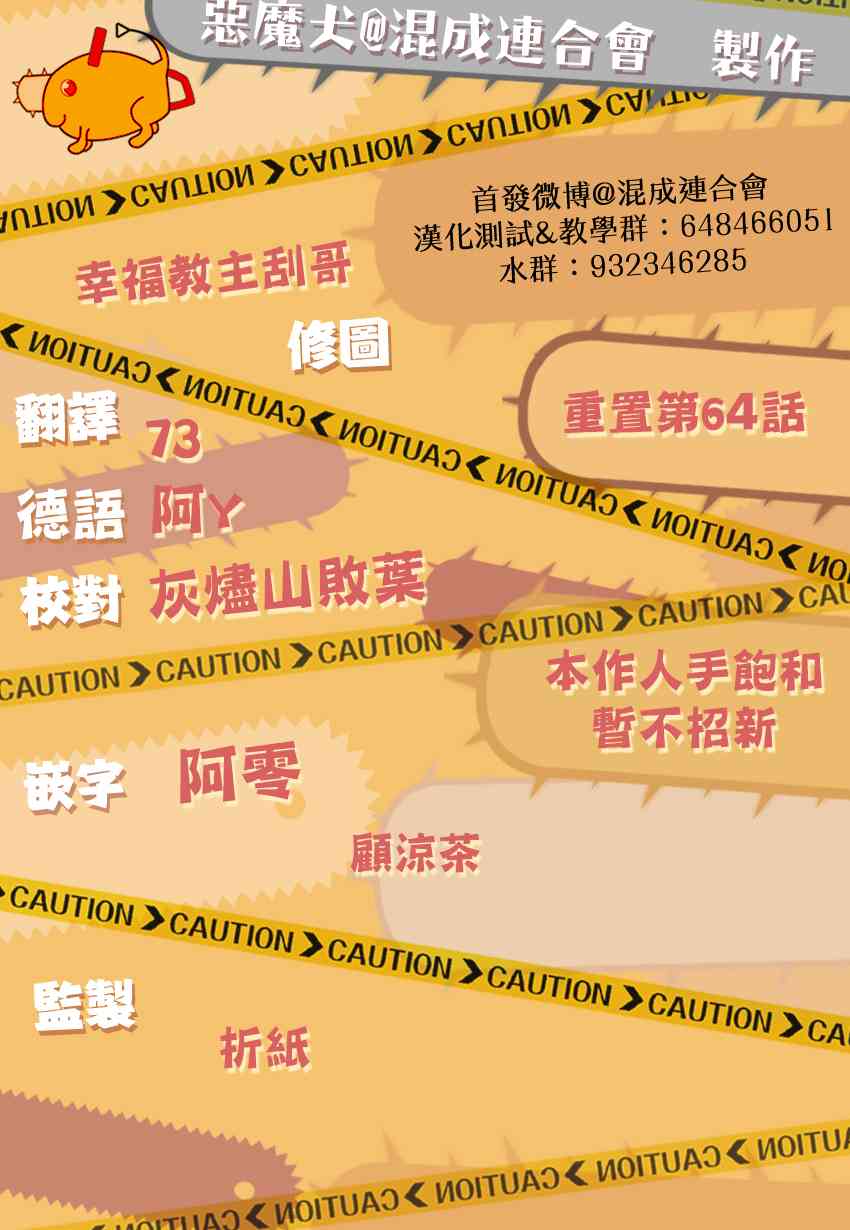 惡魔犬@混成連合會 製作
CAUTION CAUTION CAUTION CAUTION
首發微博@混成連合會
漢化測試&教學群：648466051
水群：932346285
幸福教主刮哥
修圖
CAUTION CAUTION CAUTION CAUTION CAUTION
重置第64話
翻譯 73
德語 阿Y
校對 灰燼山敗葉
CAUTION CAUTION CAUTION CAUTION CAUTION
本作人手飽和
暫不招新
嵌字 阿零
顧涼茶
CAUTION CAUTION CAUTION CAUTION CAUTION
監製
折紙
CAUTION CAUTION CAUTION CAUTION